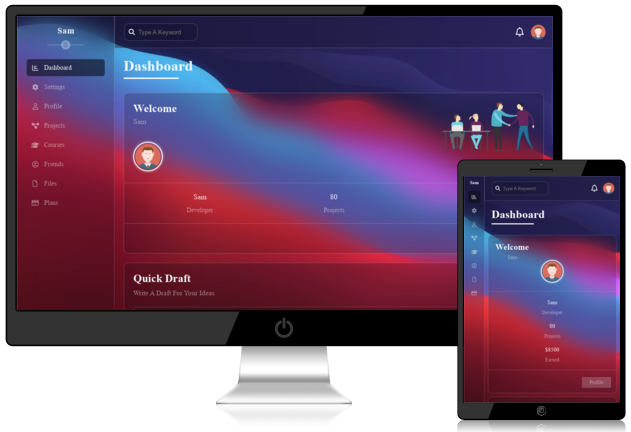 Sam
Type A Keyword
Dashboard
Settings
Profile
Projects
Courses
Friends
Files
Plans
Dashboard
Welcome
Sam
Sam
Developer
80
Projects
Quick Draft
Write A Draft For Your Ideas
Sam
Type A Keyword
Dashboard
Welcome
Sam
Sam
Developer
80
Projects
$8500
Earned
Profile